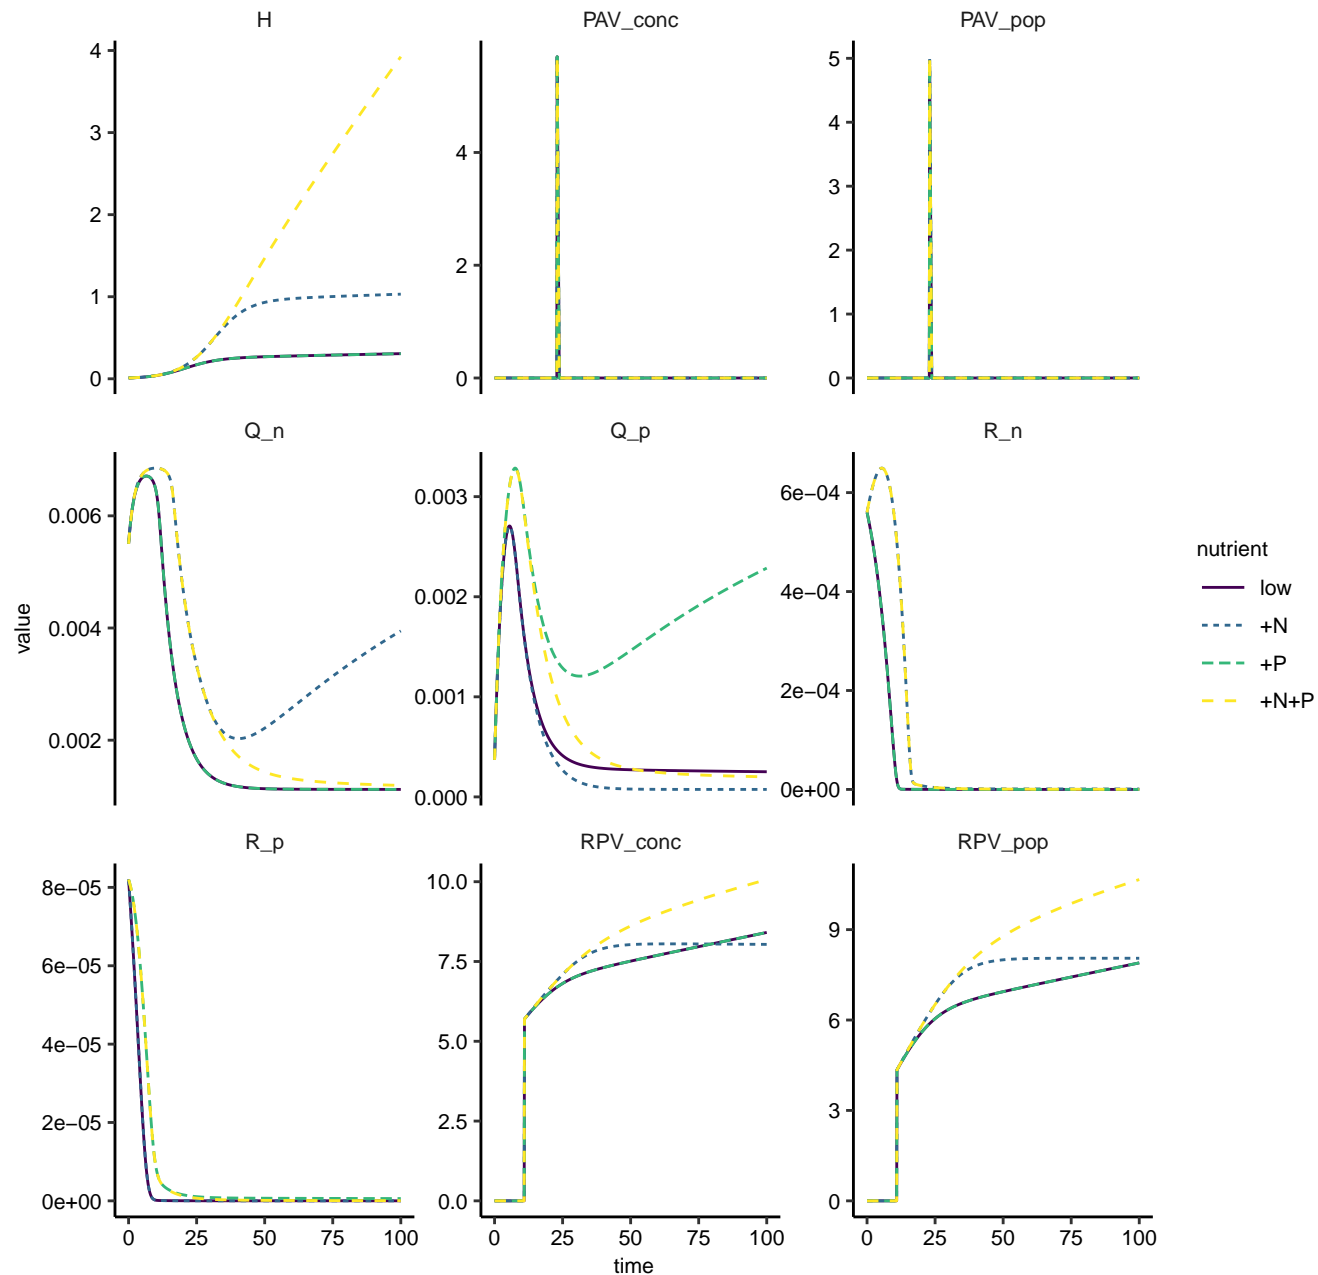 H
PAV_conc
PAV_pop
4
3
2
1
0
4
2
0
5
4
3
2
1
0
Q_n
Q_p
R_n
0.006
0.004
0.002
0.003
0.002
0.001
0.000
6e−04
4e−04
2e−04
0e+00
value
nutrient
low
+N
+P
+N+P
R_p
RPV_conc
RPV_pop
8e−05
6e−05
4e−05
2e−05
0e+00
10.0
7.5
5.0
2.5
0.0
9
6
3
0
0 25 50 75 100
0 25 50 75 100
0 25 50 75 100
time